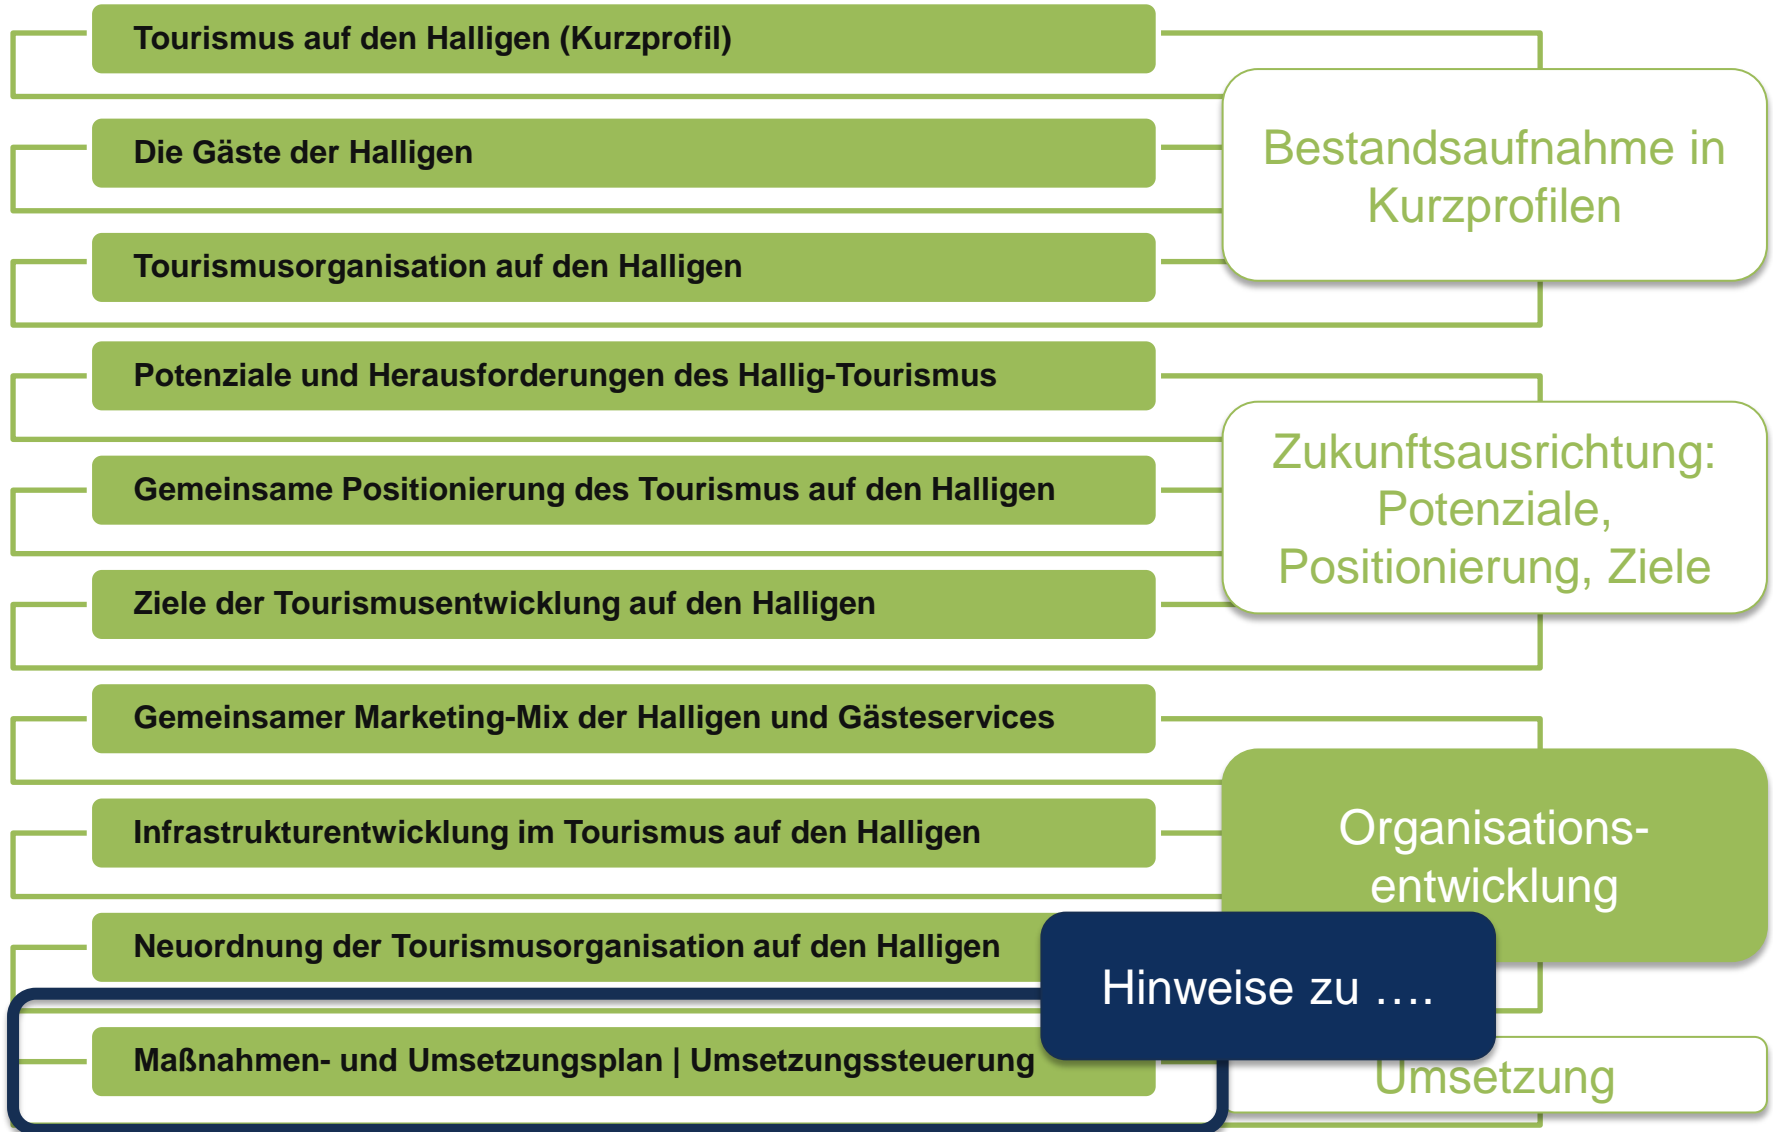 Tourismus auf den Halligen (Kurzprofil)
Die Gäste der Halligen
Tourismusorganisation auf den Halligen
Bestandsaufnahme in
Kurzprofilen
Potenziale und Herausforderungen des Hallig-Tourismus
Gemeinsame Positionierung des Tourismus auf den Halligen
Ziele der Tourismusentwicklung auf den Halligen
Zukunftsausrichtung:
Potenziale,
Positionierung, Ziele
Gemeinsamer Marketing-Mix der Halligen und Gästeservices
Infrastrukturentwicklung im Tourismus auf den Halligen
Neuordnung der Tourismusorganisation auf den Halligen
Organisations-
entwicklung
Hinweise zu ….
Maßnahmen- und Umsetzungsplan | Umsetzungssteuerung
Umsetzung